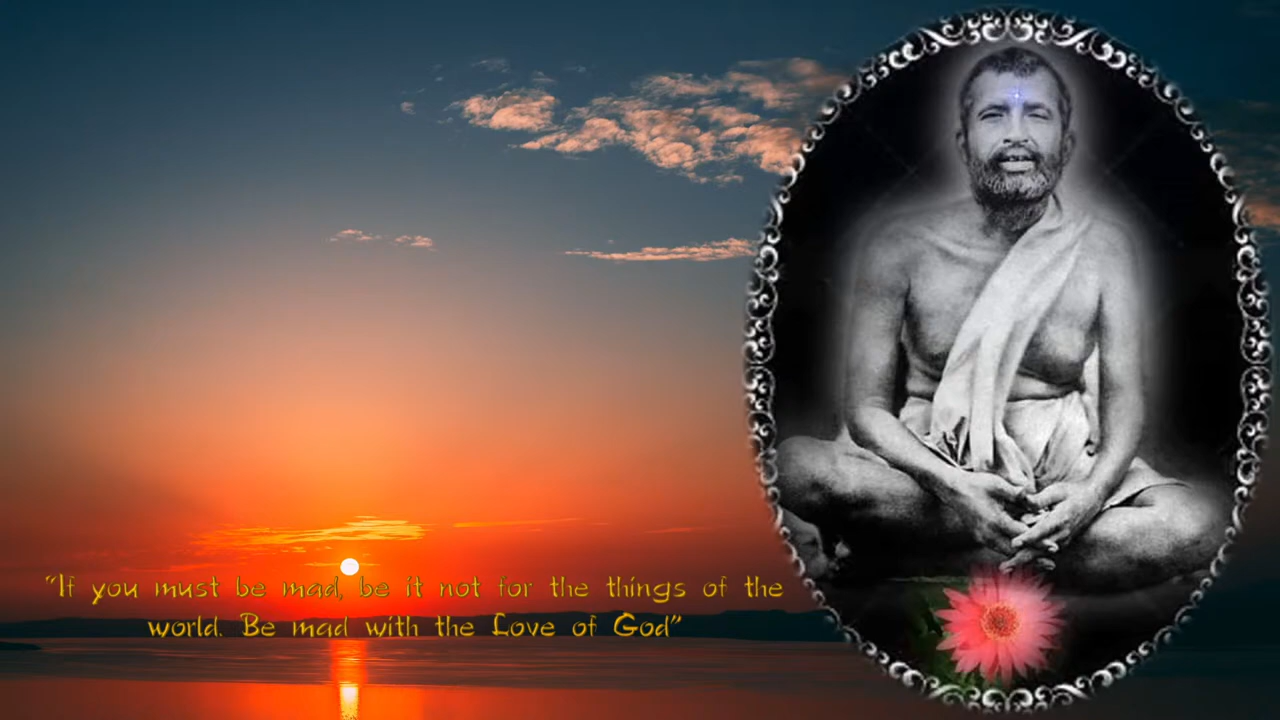 “If you must be mad, be it not for the things of the
world. Be mad with the Love of God”